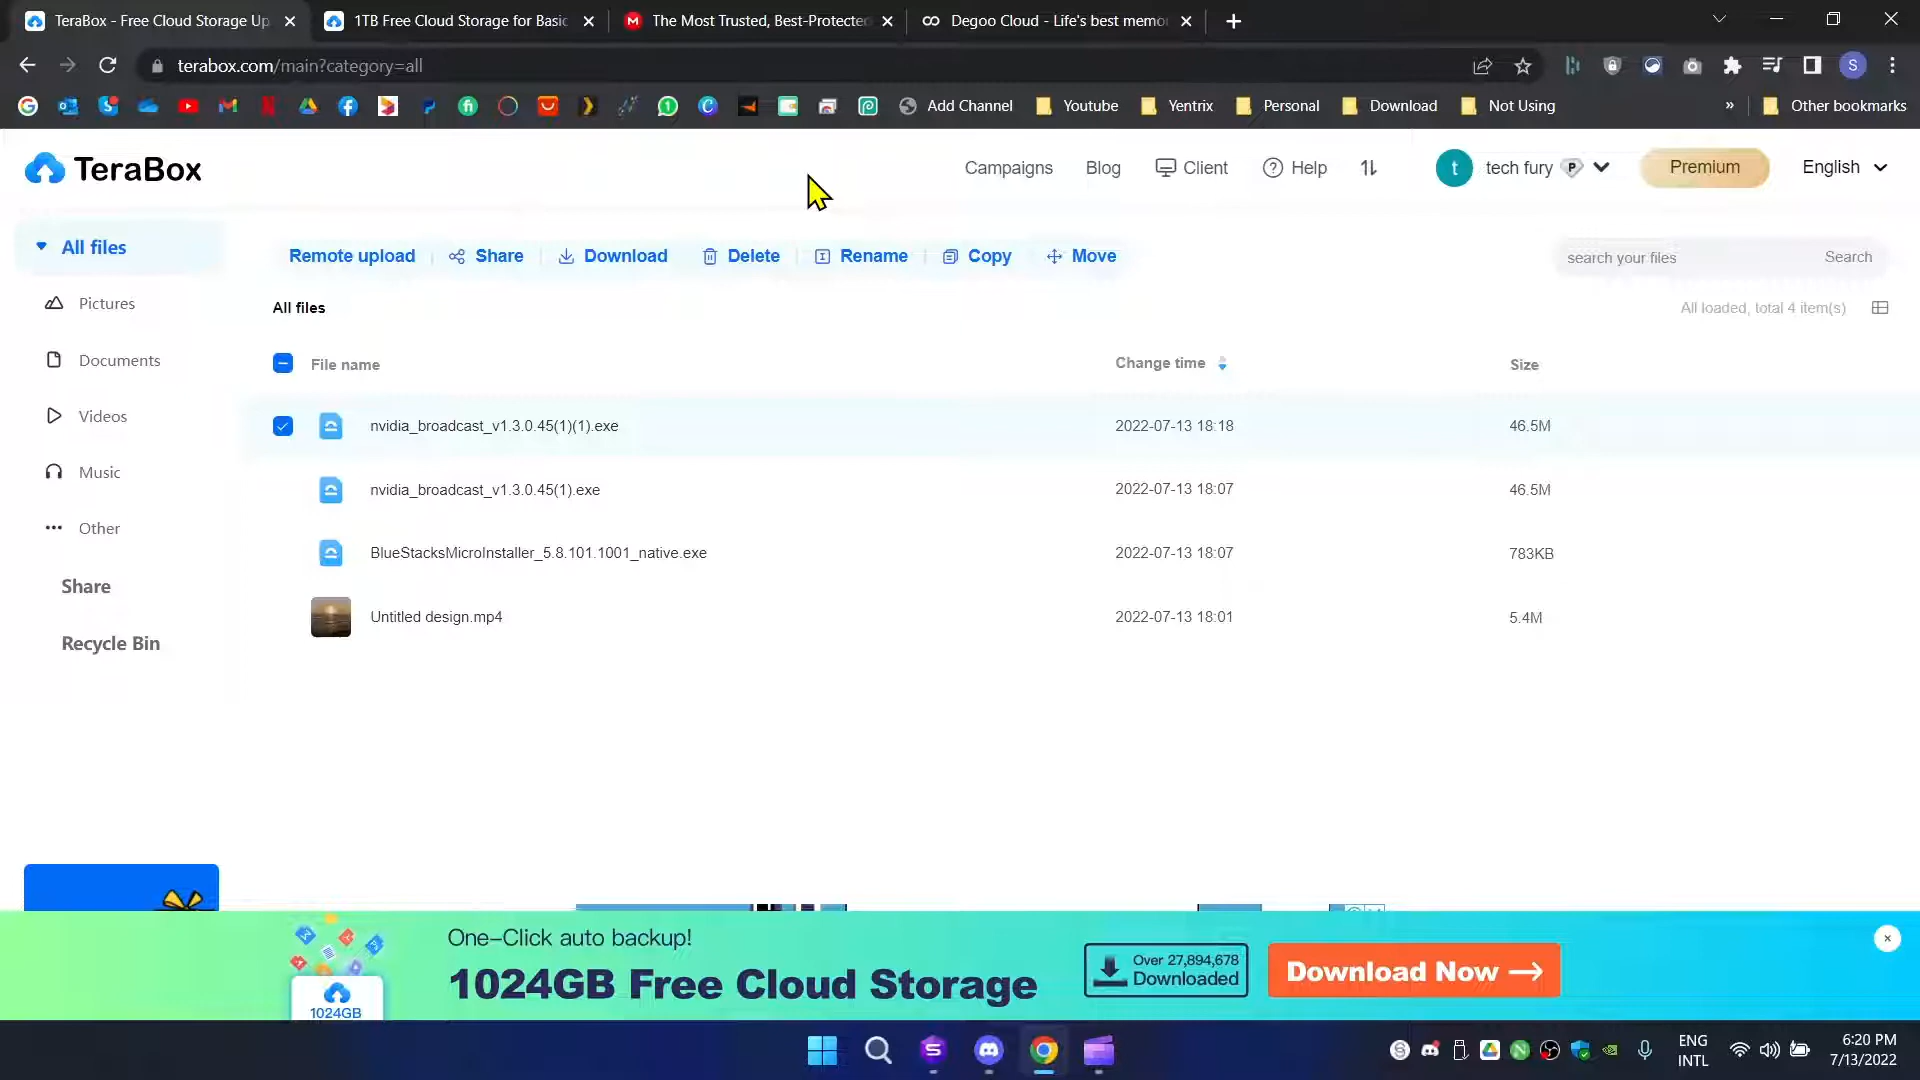 TeraBox - Free Cloud Storage Up
1TB Free Cloud Storage for Basic
The Most Trusted, Best-Protected
Degoo Cloud - Life's best memo
terabox.com/main?category=all
S
Add Channel
Youtube
Yentrix
Personal
Download
Not Using
»
Other bookmarks
TeraBox
Campaigns
Blog
Client
Help
t
tech fury
P
Premium
English
All files
Pictures
Documents
Videos
Music
Other
Share
Recycle Bin
Remote upload
Share
Download
Delete
Rename
Copy
Move
search your files
Search
All files
All loaded, total 4 item(s)
File name
Change time
Size
nvidia_broadcast_v1.3.0.45(1)(1).exe
2022-07-13 18:18
46.5M
nvidia_broadcast_v1.3.0.45(1).exe
2022-07-13 18:07
46.5M
BlueStacksMicroInstaller_5.8.101.1001_native.exe
2022-07-13 18:07
783KB
Untitled design.mp4
2022-07-13 18:01
5.4M
1024GB
One-Click auto backup!
1024GB Free Cloud Storage
Over 27,894,678
Downloaded
Download Now
ENG
INTL
6:20 PM
7/13/2022